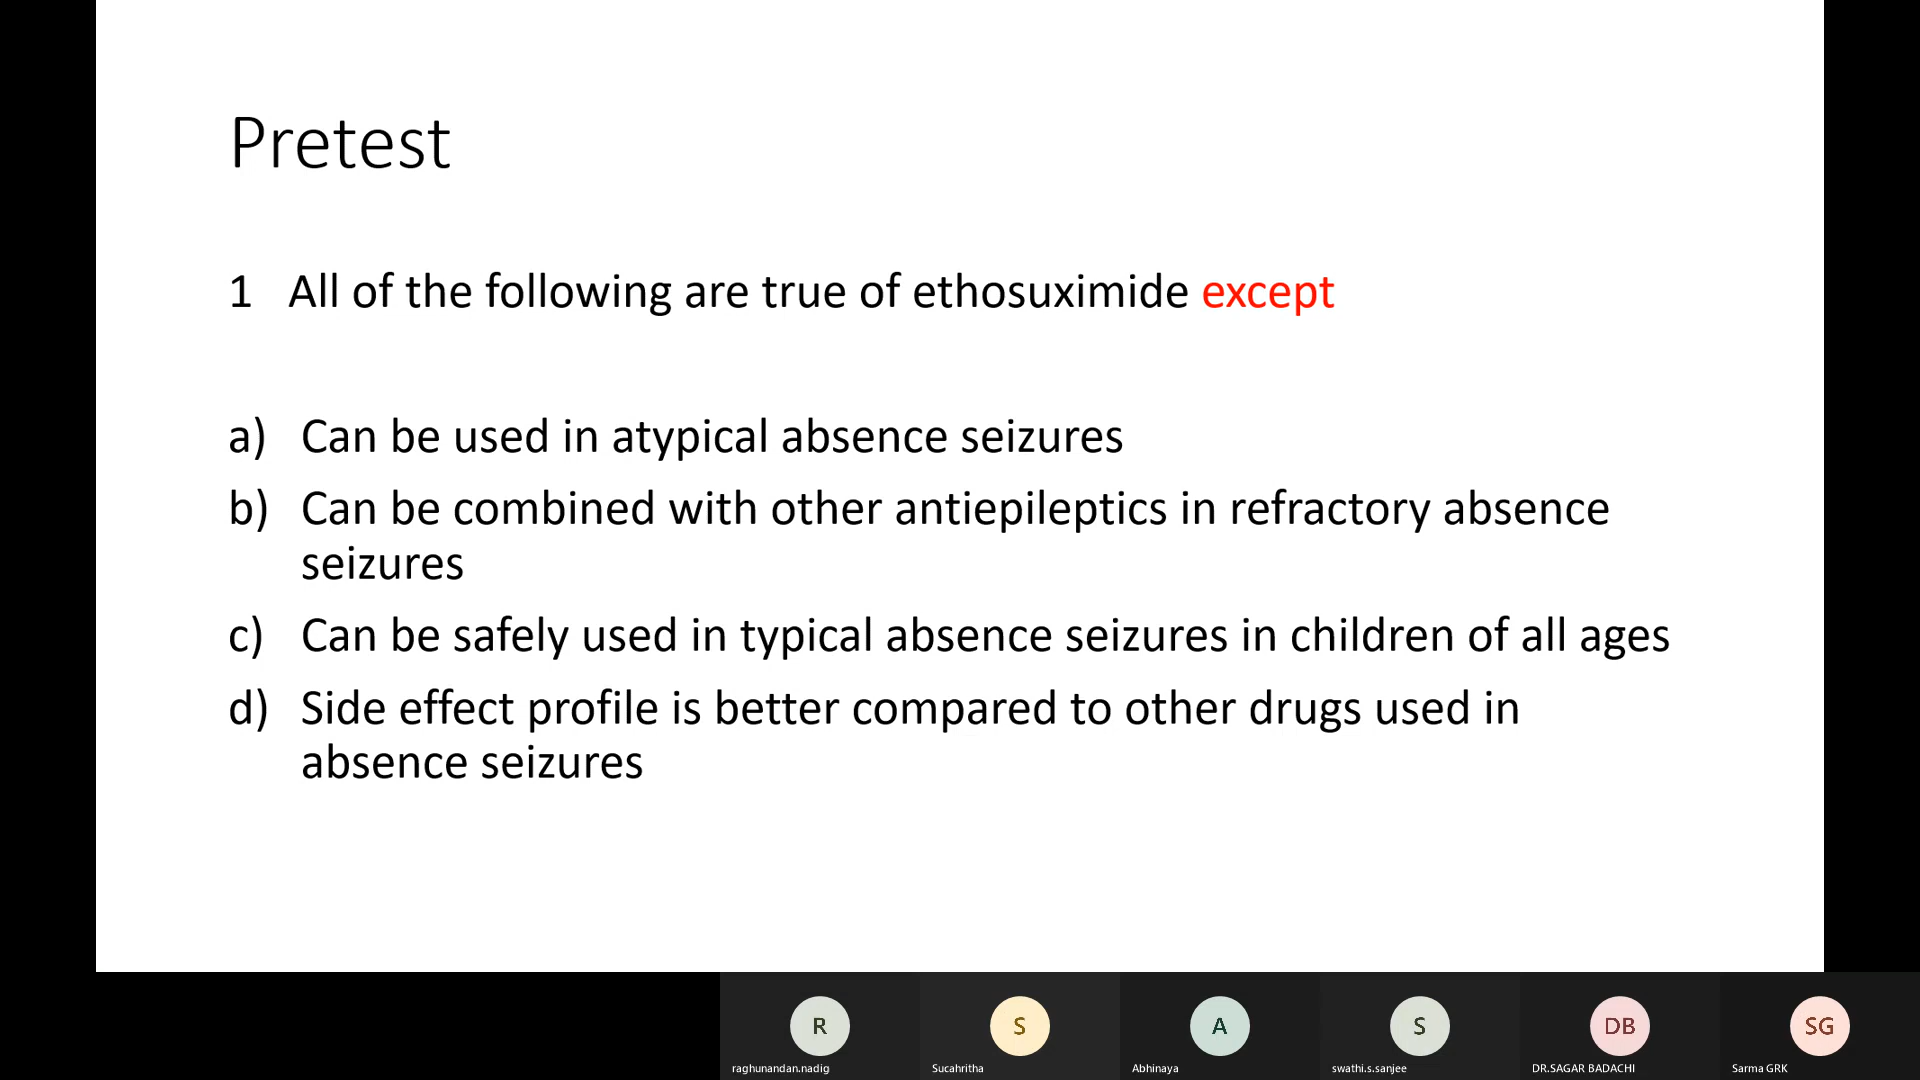 Pretest
1 All of the following are true of ethosuximide except
a) Can be used in atypical absence seizures
b) Can be combined with other antiepileptics in refractory absence
seizures
c) Can be safely used in typical absence seizures in children of all ages
d) Side effect profile is better compared to other drugs used in
absence seizures
R S A S DB SG
raghunandan.nadig Sucahritha Abhinaya swathi.s.sanjee DR.SAGAR BADACHI Sarma GRK